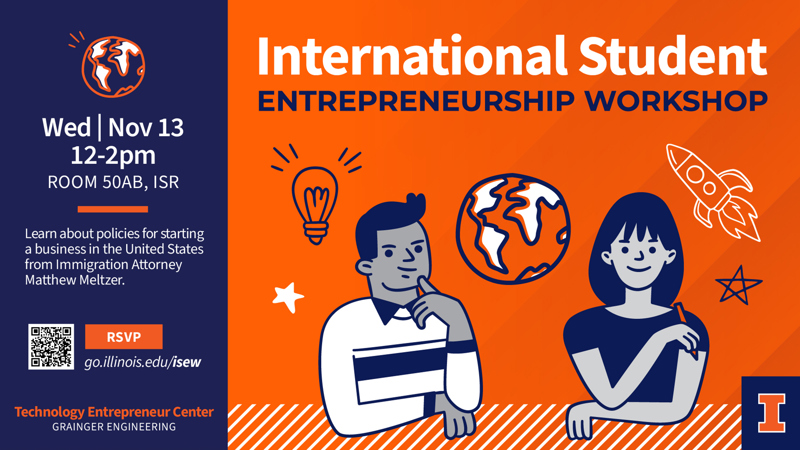 Wed | Nov 13
12-2pm
ROOM 50AB, ISR
Learn about policies for starting
a business in the United States
from Immigration Attorney
Matthew Meltzer.
RSVP
go.illinois.edu/isew
Technology Entrepreneur Center
GRAINGER ENGINEERING
International Student
ENTREPRENEURSHIP WORKSHOP
I